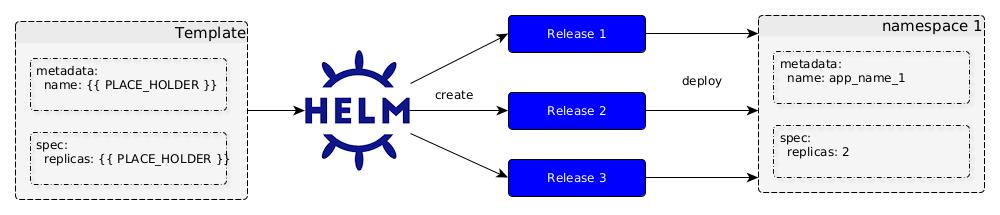 Template
metadata:
name: {{ PLACE_HOLDER }}
spec:
replicas: {{ PLACE_HOLDER }}
HELM
create
Release 1
Release 2
Release 3
deploy
namespace 1
metadata:
name: app_name_1
spec:
replicas: 2